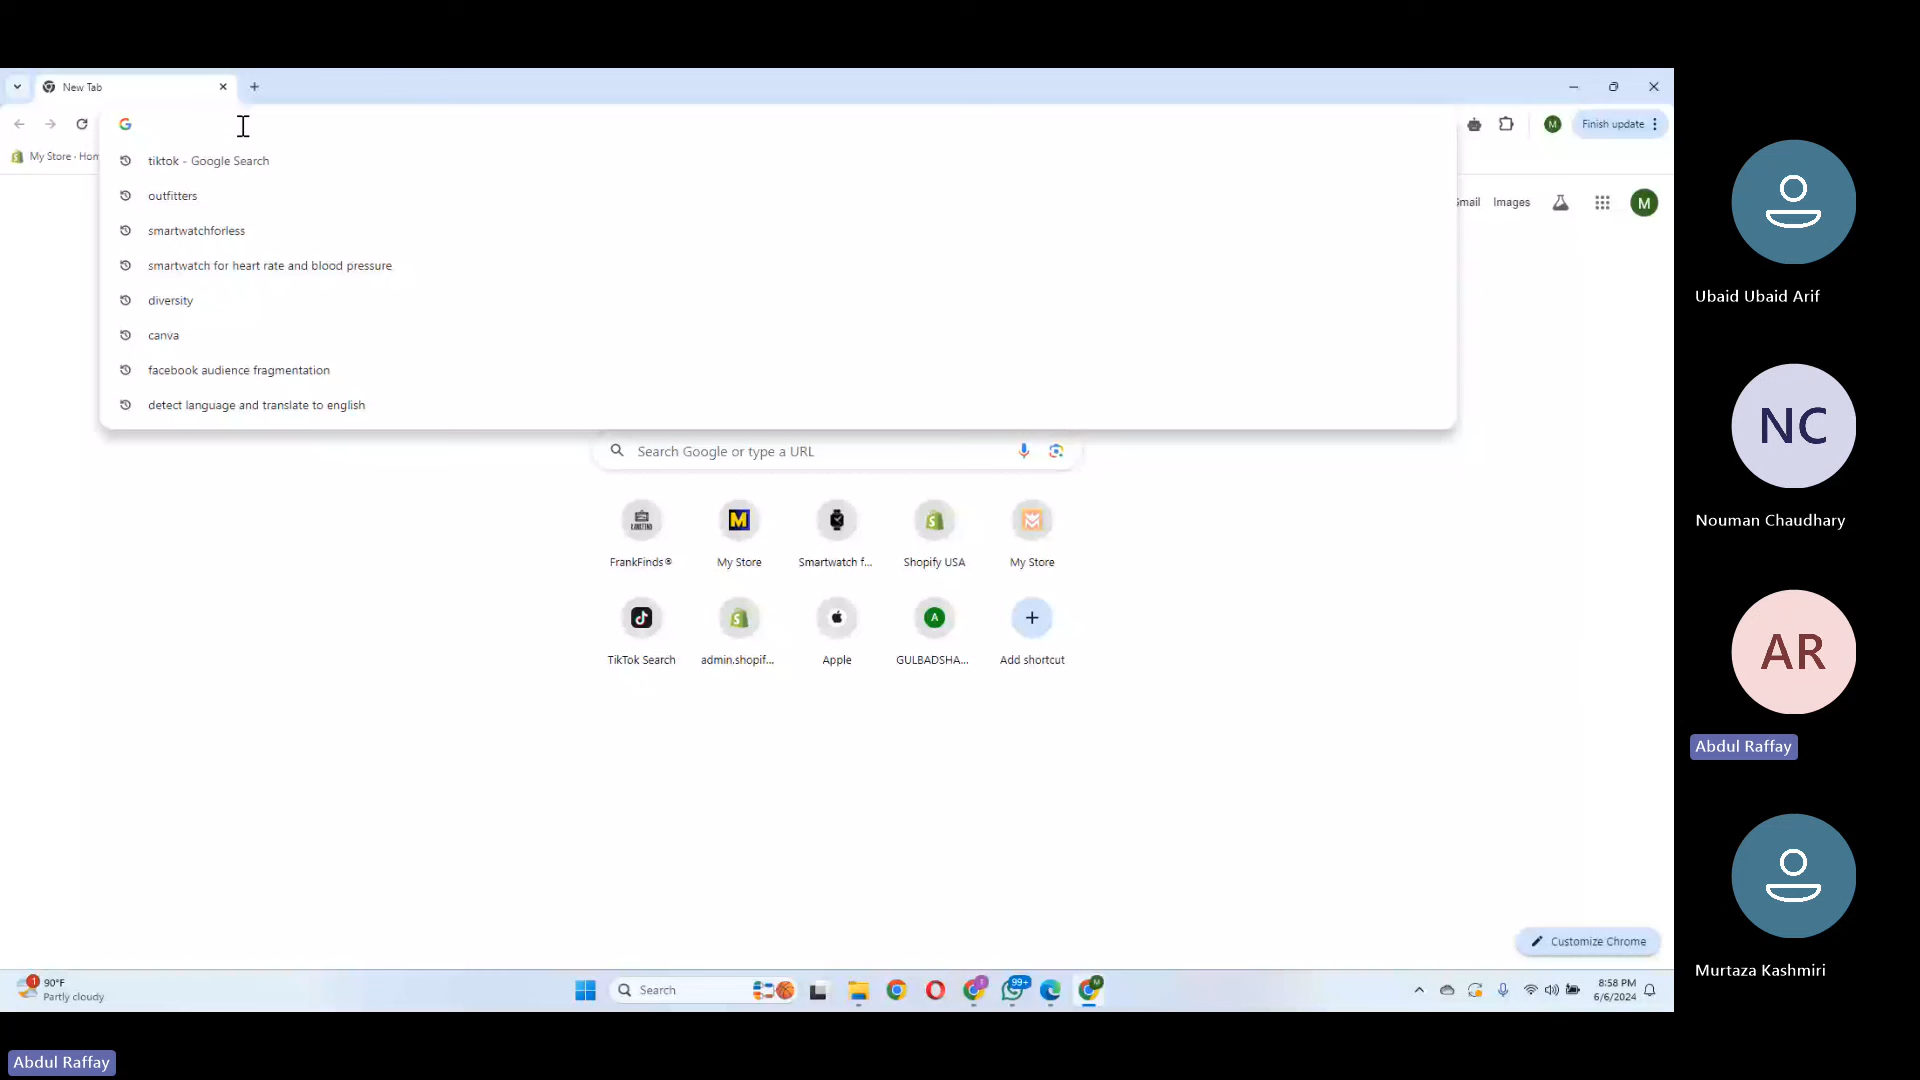 New Tab
Finish update
My Store · Hom
tiktok - Google Search
outfitters
smartwatchforless
smartwatch for heart rate and blood pressure
diversity
canva
facebook audience fragmentation
detect language and translate to english
Gmail
Images
M
M
Search Google or type a URL
FrankFinds®
My Store
Smartwatch f...
Shopify USA
My Store
TikTok Search
admin.shopif...
Apple
A
GULBADSHA...
Add shortcut
Customize Chrome
1
90°F
Partly cloudy
Search
99+
8:58 PM
6/6/2024
Ubaid Ubaid Arif
NC
Nouman Chaudhary
AR
Abdul Raffay
Murtaza Kashmiri
Abdul Raffay